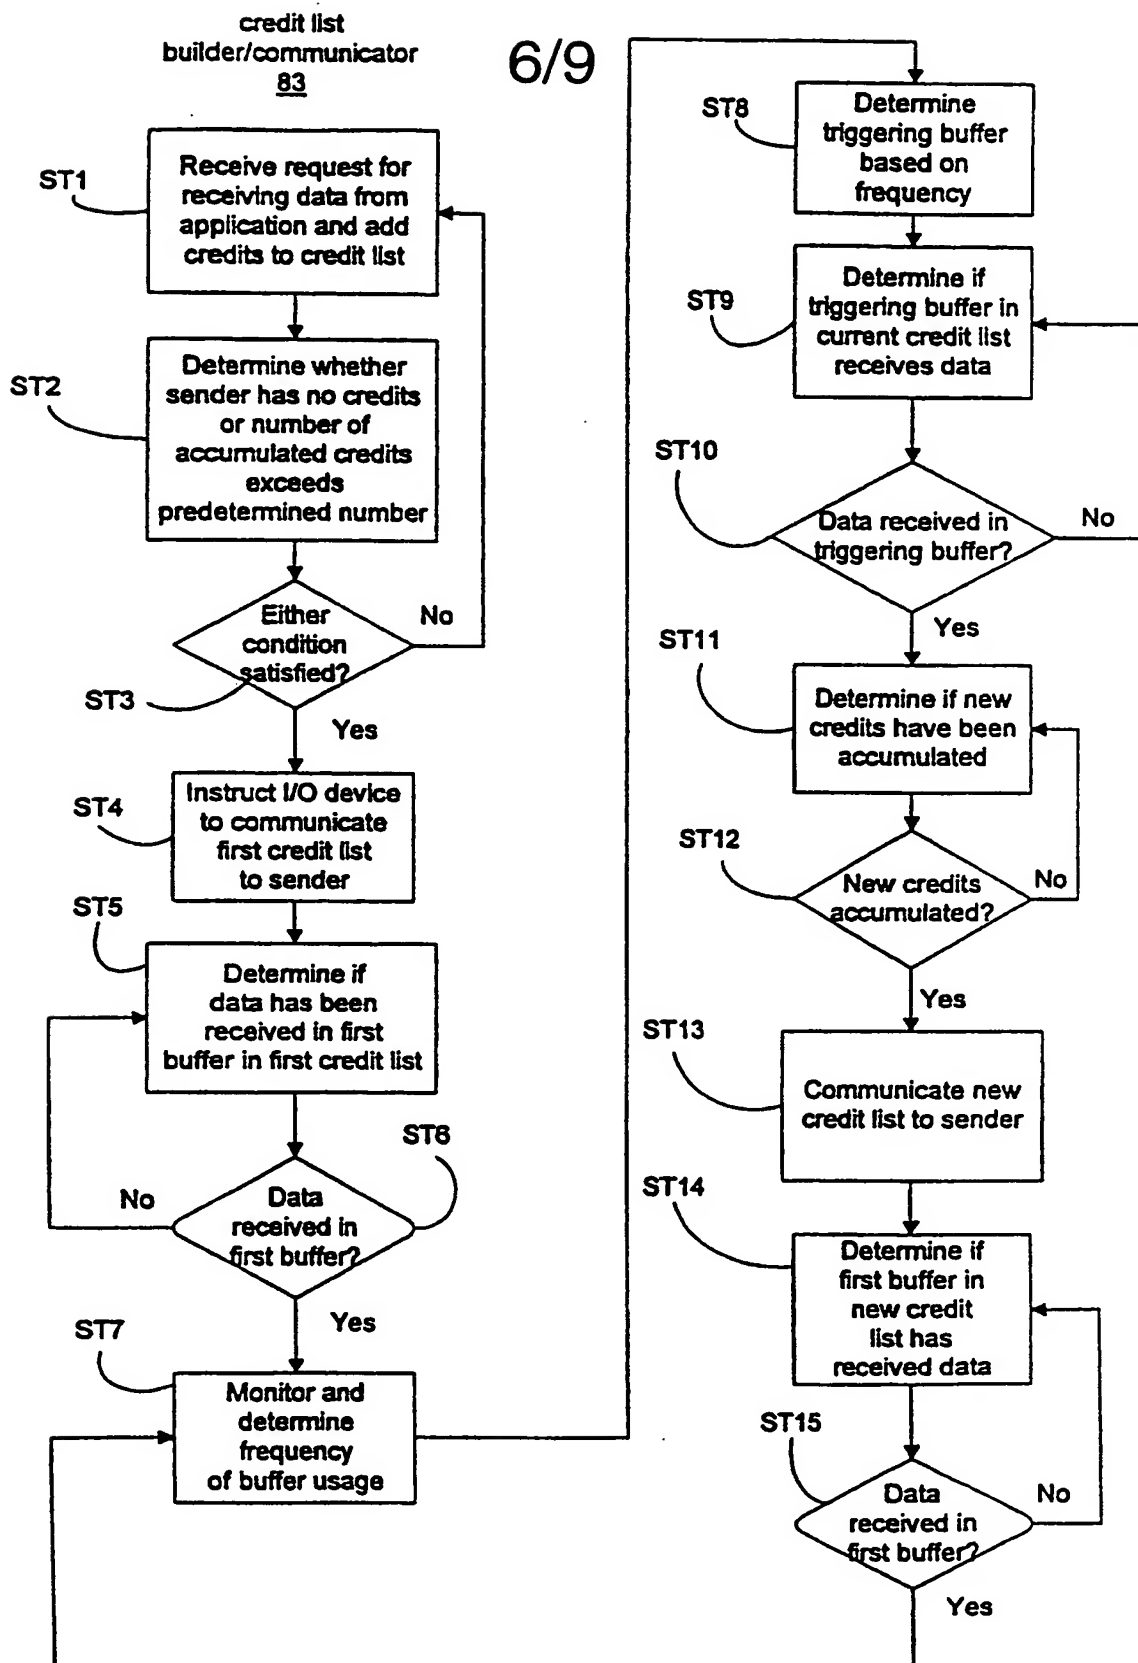 credit list
builder/communicator
83
6/9
ST1
Receive request for
receiving data from
application and add
credits to credit list
ST2
Determine whether
sender has no credits
or number of
accumulated credits
exceeds
predetermined number
Either
condition
satisfied?
No
ST3
Yes
ST4
Instruct I/O device
to communicate
first credit list
to sender
ST5
Determine if
data has been
received in first
buffer in first credit list
ST6
No
Data
received in
first buffer?
Yes
ST7
Monitor and
determine
frequency
of buffer usage
ST8
Determine
triggering buffer
based on
frequency
ST9
Determine if
triggering buffer in
current credit list
receives data
ST10
Data received in
triggering buffer?
No
Yes
ST11
Determine if new
credits have been
accumulated
ST12
New credits
accumulated?
No
Yes
ST13
Communicate new
credit list to sender
ST14
Determine if
first buffer in
new credit
list has
received data
ST15
Data
received in
first buffer?
No
Yes